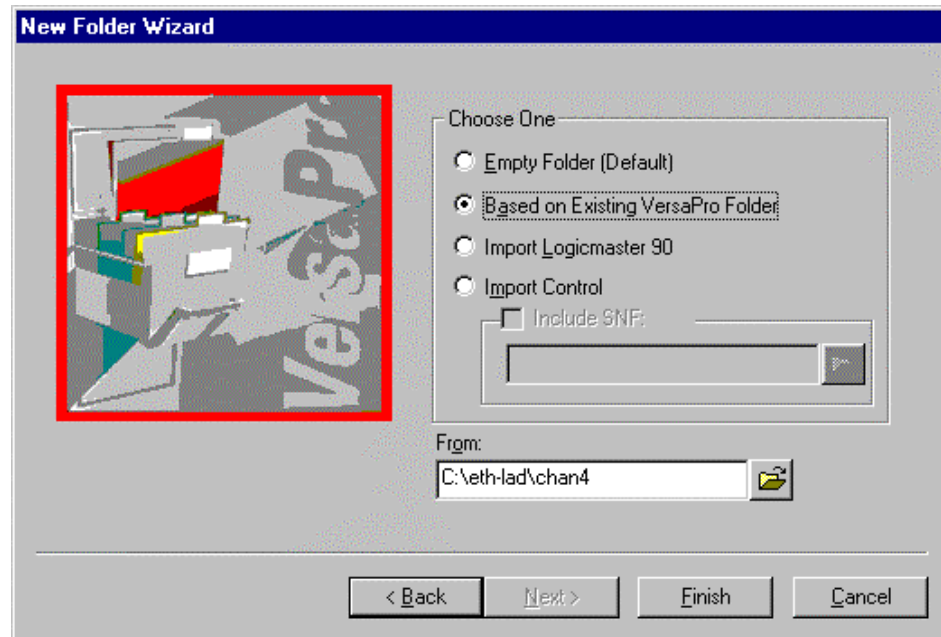 New Folder Wizard
VersaPro
Choose One
Empty Folder (Default)
Based on Existing VersaPro Folder
Import Logicmaster 90
Import Control
Include SNF:
From:
C:\eth-lad\chan4
< Back
Next >
Finish
Cancel